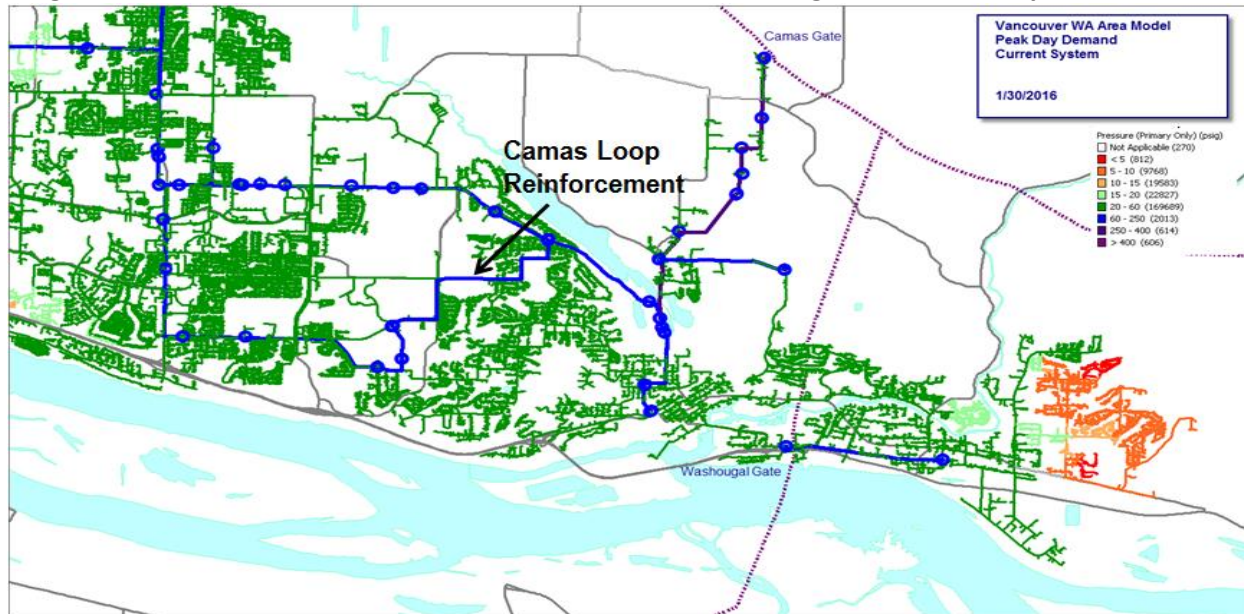 Camas Gate
Vancouver WA Area Model
Peak Day Demand
Current System
1/30/2016
Camas Loop
Reinforcement
Pressure (Primary Only) (psig)
Not Applicable (270)
< 5 (812)
5 - 10 (9768)
10 - 15 (19583)
15 - 20 (22827)
20 - 60 (169689)
60 - 250 (2013)
250 - 400 (614)
> 400 (606)
Washougal Gate